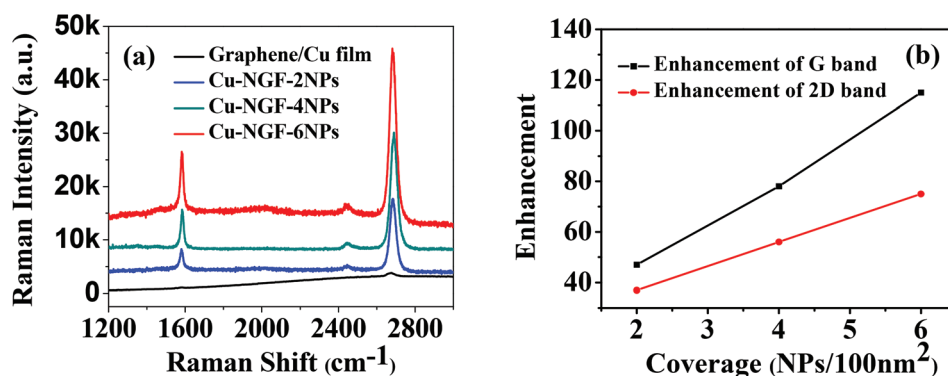 (a)
Graphene/Cu film
Cu-NGF-2NPs
Cu-NGF-4NPs
Cu-NGF-6NPs
50k
40k
30k
20k
10k
0
Raman Intensity (a.u.)
1200 1600 2000 2400 2800
Raman Shift (cm-1)
(b)
Enhancement of G band
Enhancement of 2D band
140
120
100
80
60
40
Enhancement
2 3 4 5 6
Coverage (NPs/100nm2)